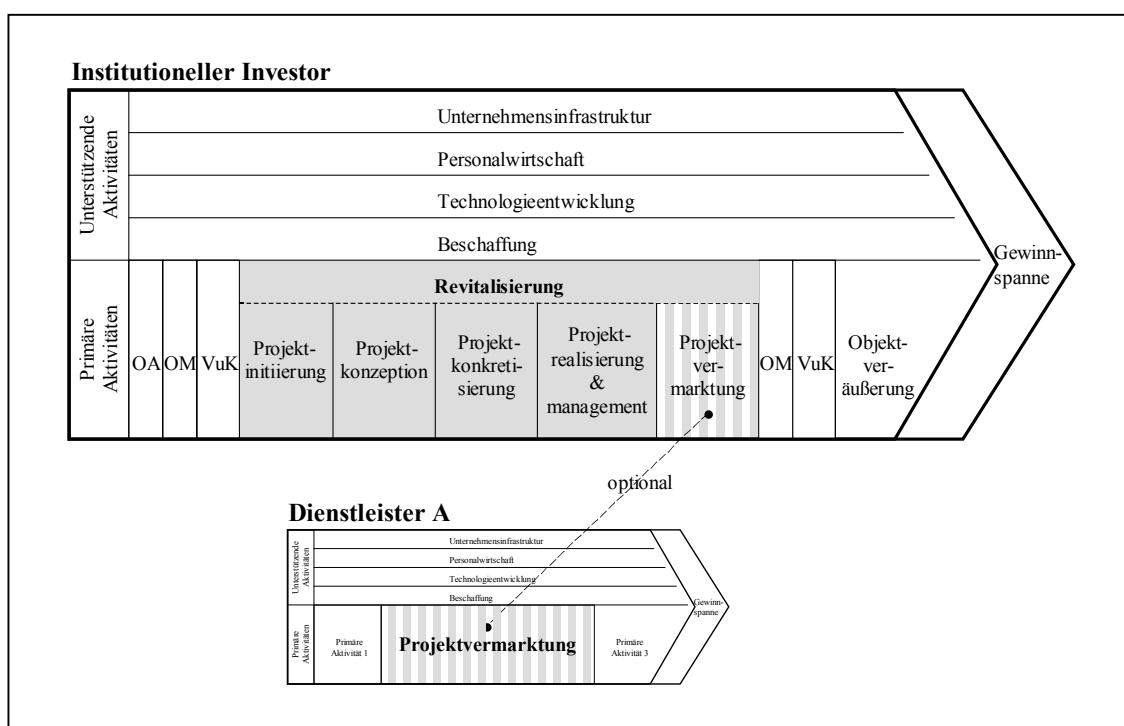 Institutioneller Investor
Unterstützende
Aktivitäten
Unternehmensinfrastruktur
Personalwirtschaft
Technologieentwicklung
Beschaffung
Gewinn-
spanne
Primäre
Aktivitäten
Revitalisierung
OA
OM
VuK
Projekt-
initiierung
Projekt-
konzeption
Projekt-
konkreti-
sierung
Projekt-
realisierung
&
management
Projekt-
ver-
marktung
OM
VuK
Objekt-
ver-
äußerung
optional
Dienstleister A
Unterstützende
Aktivitäten
Unternehmensinfrastruktur
Personalwirtschaft
Technologieentwicklung
Beschaffung
Gewinn-
spanne
Primäre
Aktivitäten
Primäre
Aktivität 1
Projektvermarktung
Primäre
Aktivität 3